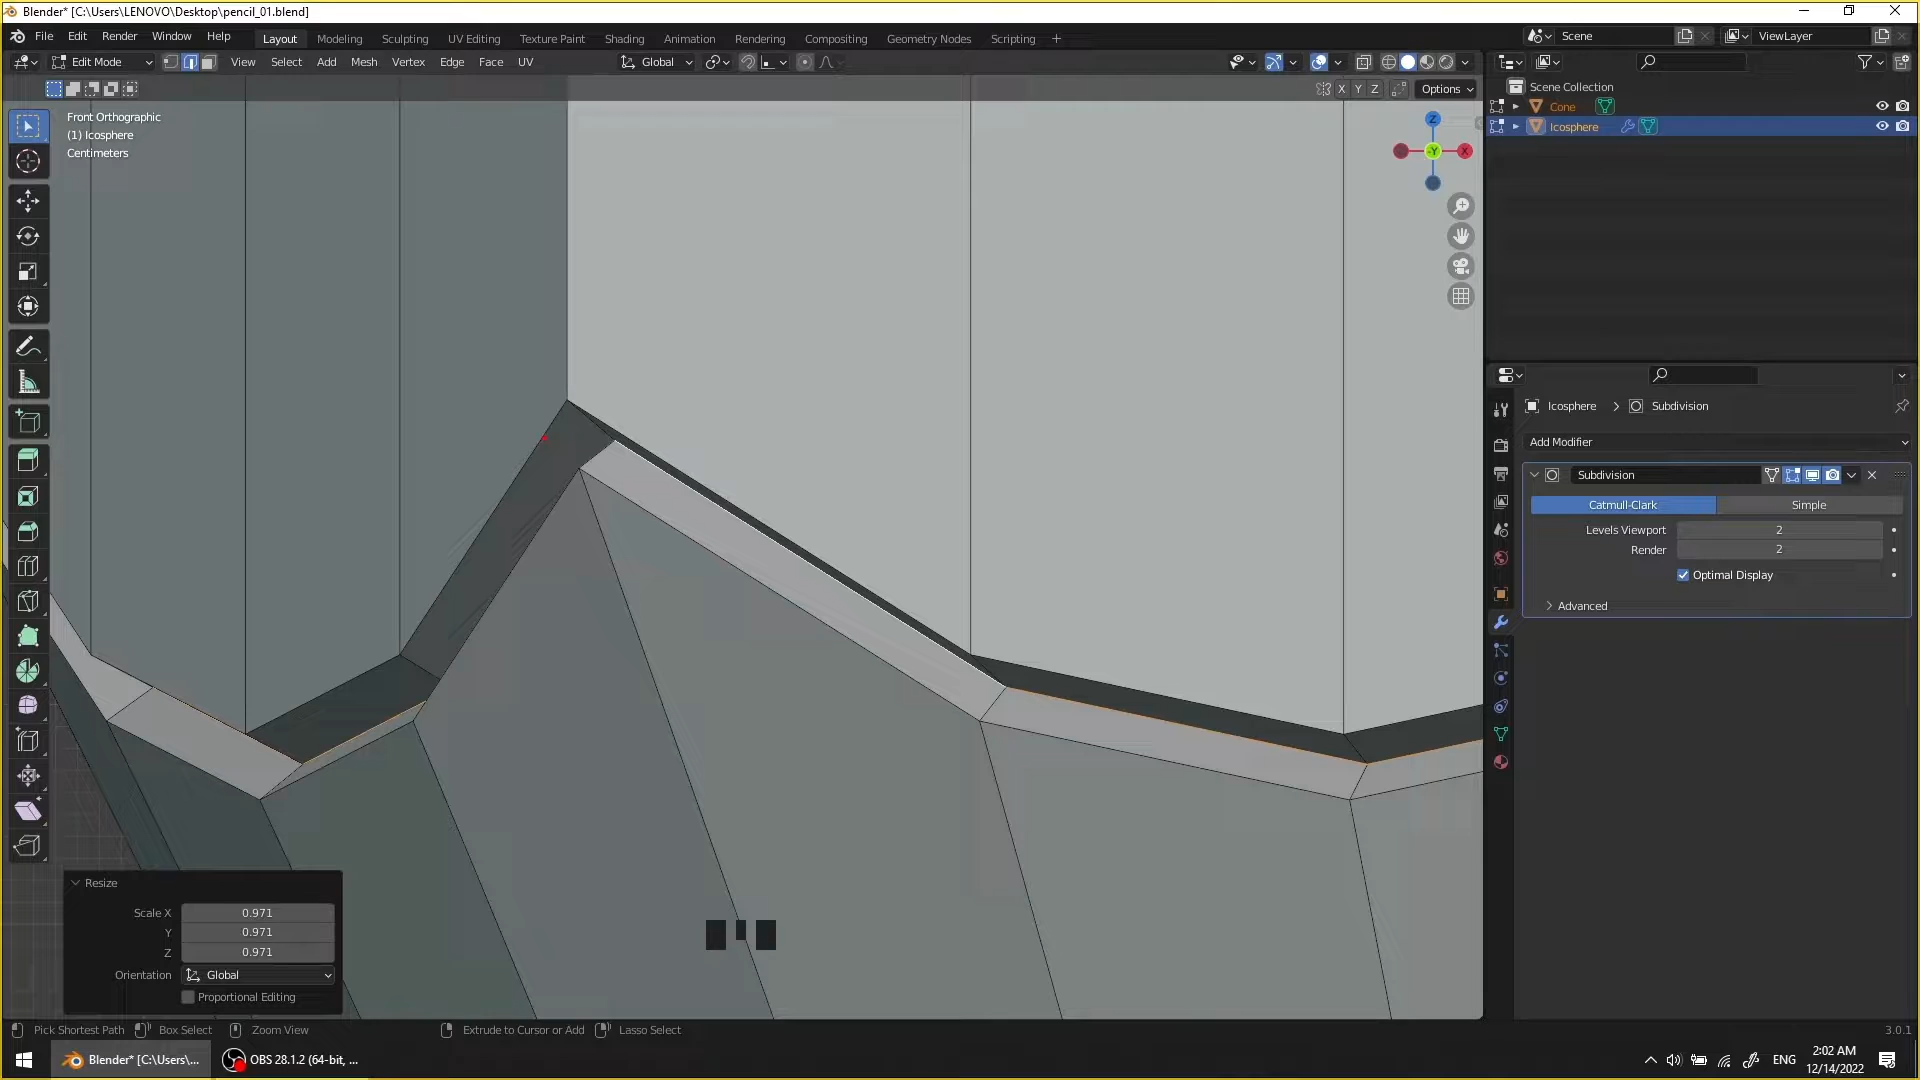 Blender* [C:\Users\LENOVO\Desktop\pencil_01.blend]
File Edit Render Window Help
Layout Modeling Sculpting UV Editing Texture Paint Shading Animation Rendering Compositing Geometry Nodes Scripting +
Scene
ViewLayer
Edit Mode
View Select Add Mesh Vertex Edge Face UV
Global
X Y Z
Options
Front Orthographic
(1) Icosphere
Centimeters
Z
-Y
X
Scene Collection
Cone
Icosphere
Icosphere > Subdivision
Add Modifier
Subdivision
Catmull-Clark Simple
Levels Viewport 2
Render 2
Optimal Display
Advanced
Resize
Scale X 0.971
Y 0.971
Z 0.971
Orientation Global
Proportional Editing
Pick Shortest Path Box Select Zoom View Extrude to Cursor or Add Lasso Select
3.0.1
Blender* [C:\Users\...
OBS 28.1.2 (64-bit, ...
ENG
2:02 AM
12/14/2022